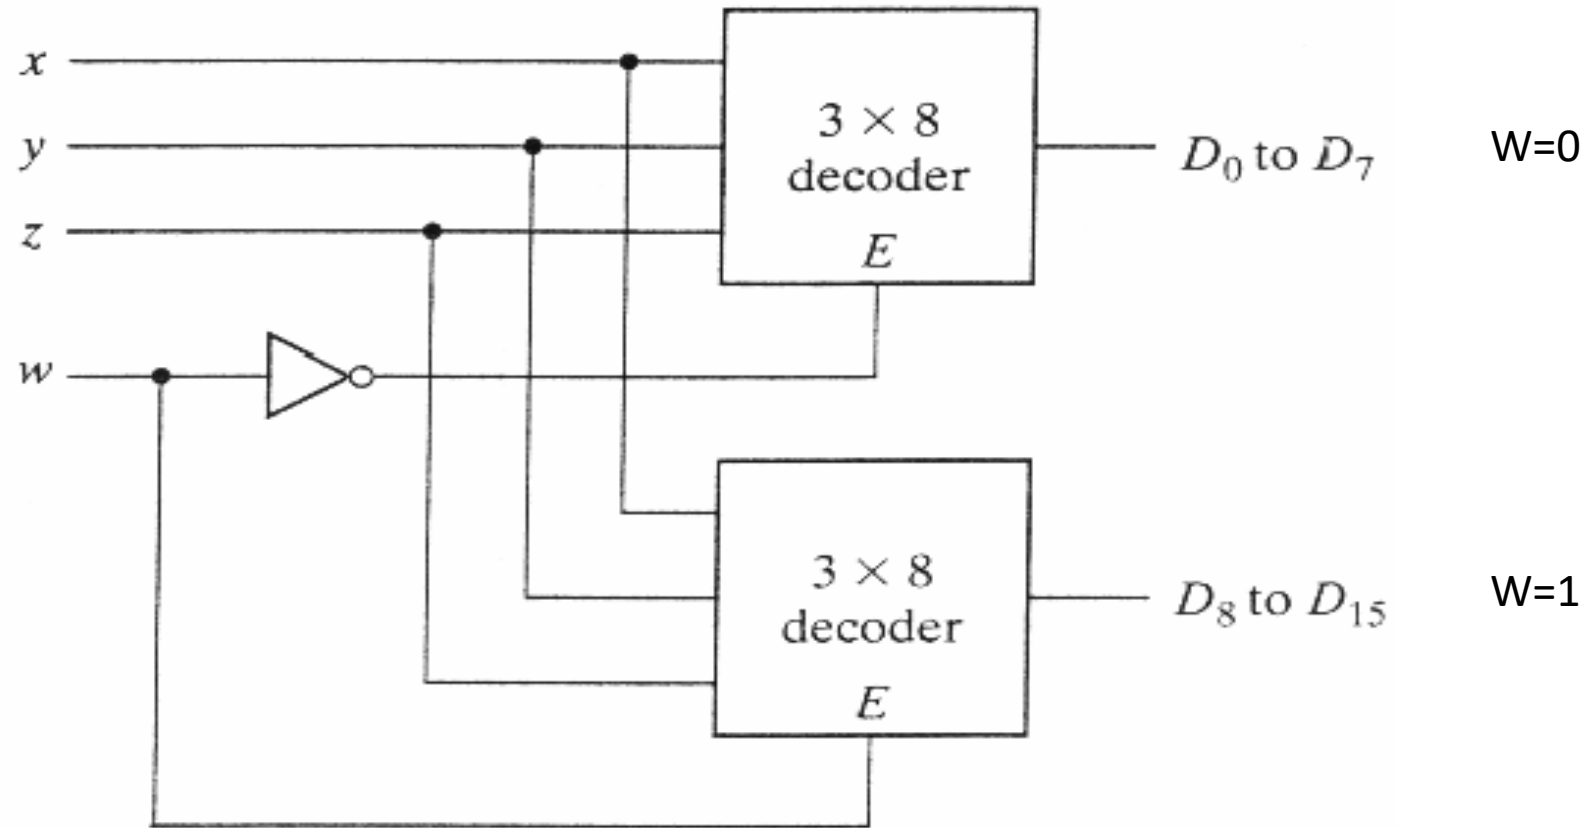 x
y
z
w
3 × 8
decoder
E
D₀ to D₇
W=0
3 × 8
decoder
E
D₈ to D₁₅
W=1